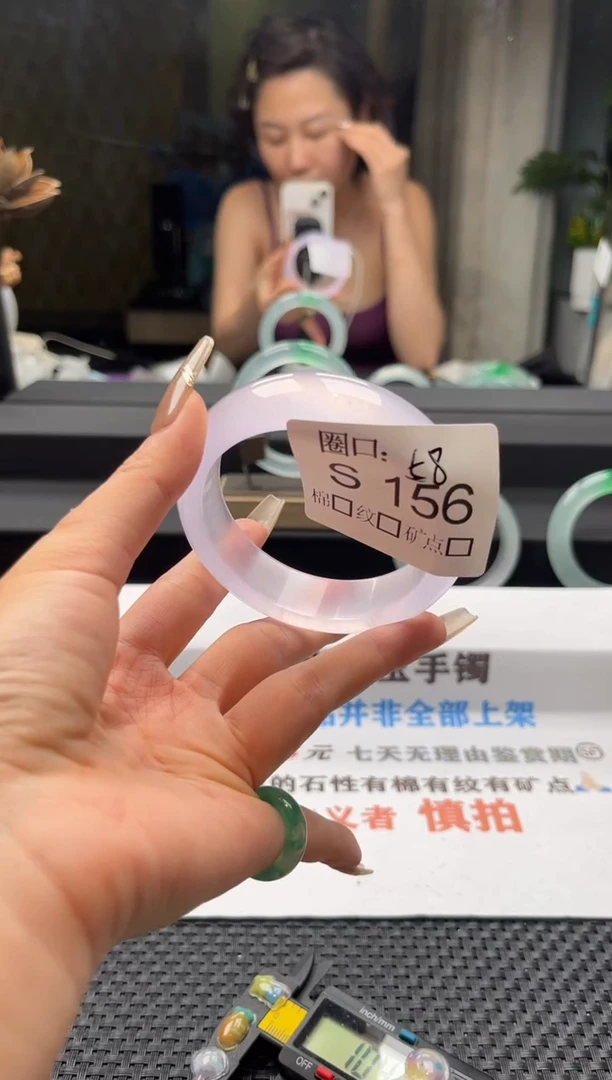 圈口: 58
S 156
棉□ 纹□ 矿点□
玉手镯
品并非全部上架
元 七天无理由鉴赏期
的石性有棉有纹有矿点🙏
义者 慎拍
inch/mm
OFF